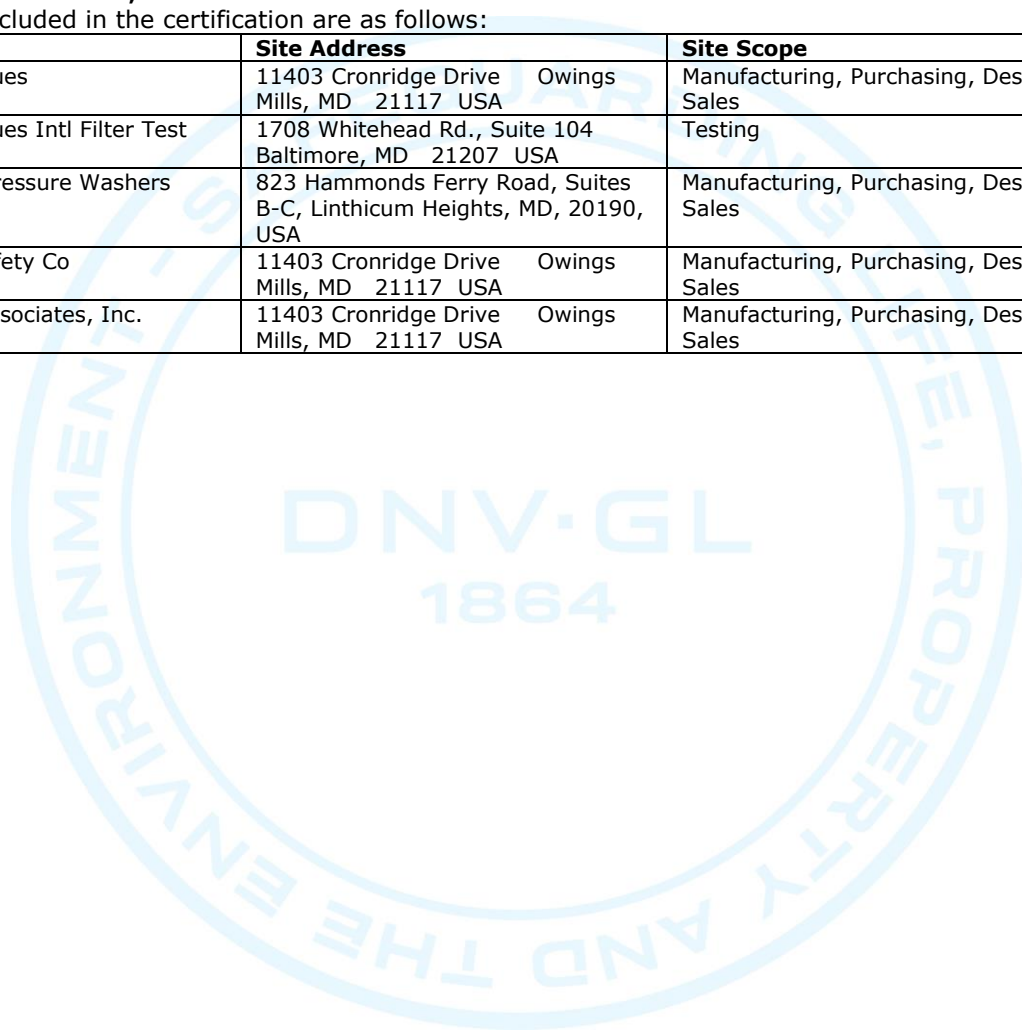 cluded in the certification are as follows:
Site Address Site Scope
ues 11403 Cronridge Drive Owings Manufacturing, Purchasing, Des
Mills, MD 21117 USA Sales
ues Intl Filter Test 1708 Whitehead Rd., Suite 104 Testing
Baltimore, MD 21207 USA
ressure Washers 823 Hammonds Ferry Road, Suites Manufacturing, Purchasing, Des
B-C, Linthicum Heights, MD, 20190, Sales
USA
fety Co 11403 Cronridge Drive Owings Manufacturing, Purchasing, Des
Mills, MD 21117 USA Sales
sociates, Inc. 11403 Cronridge Drive Owings Manufacturing, Purchasing, Des
Mills, MD 21117 USA Sales
SAFEGUARDING LIFE, PROPERTY AND THE ENVIRONMENT
DNV·GL
1864